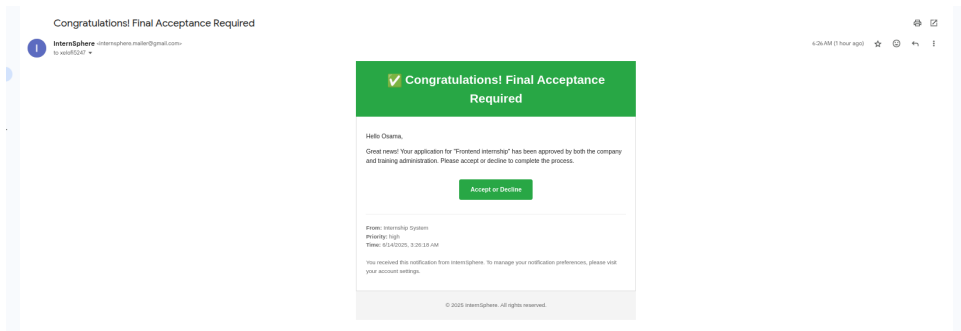 Congratulations! Final Acceptance Required
InternSphere <internsphere.mailer@gmail.com>
to xelefi5247
6:26 AM (1 hour ago)
✅ Congratulations! Final Acceptance
Required
Hello Osama,
Great news! Your application for "Frontend internship" has been approved by both the company
and training administration. Please accept or decline to complete the process.
Accept or Decline
From: Internship System
Priority: high
Time: 6/14/2025, 3:26:18 AM
You received this notification from InternSphere. To manage your notification preferences, please visit
your account settings.
© 2025 InternSphere. All rights reserved.